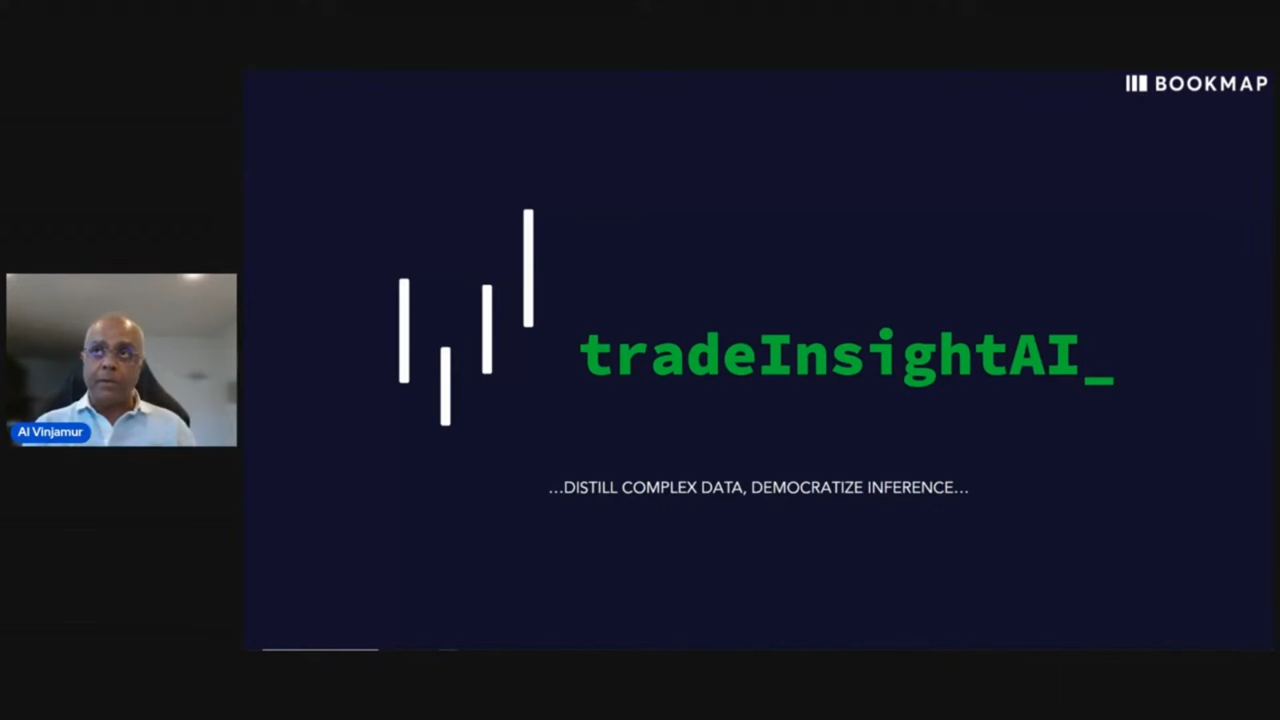 BOOKMAP
tradeInsightAI_
Al Vinjamur
...DISTILL COMPLEX DATA, DEMOCRATIZE INFERENCE...